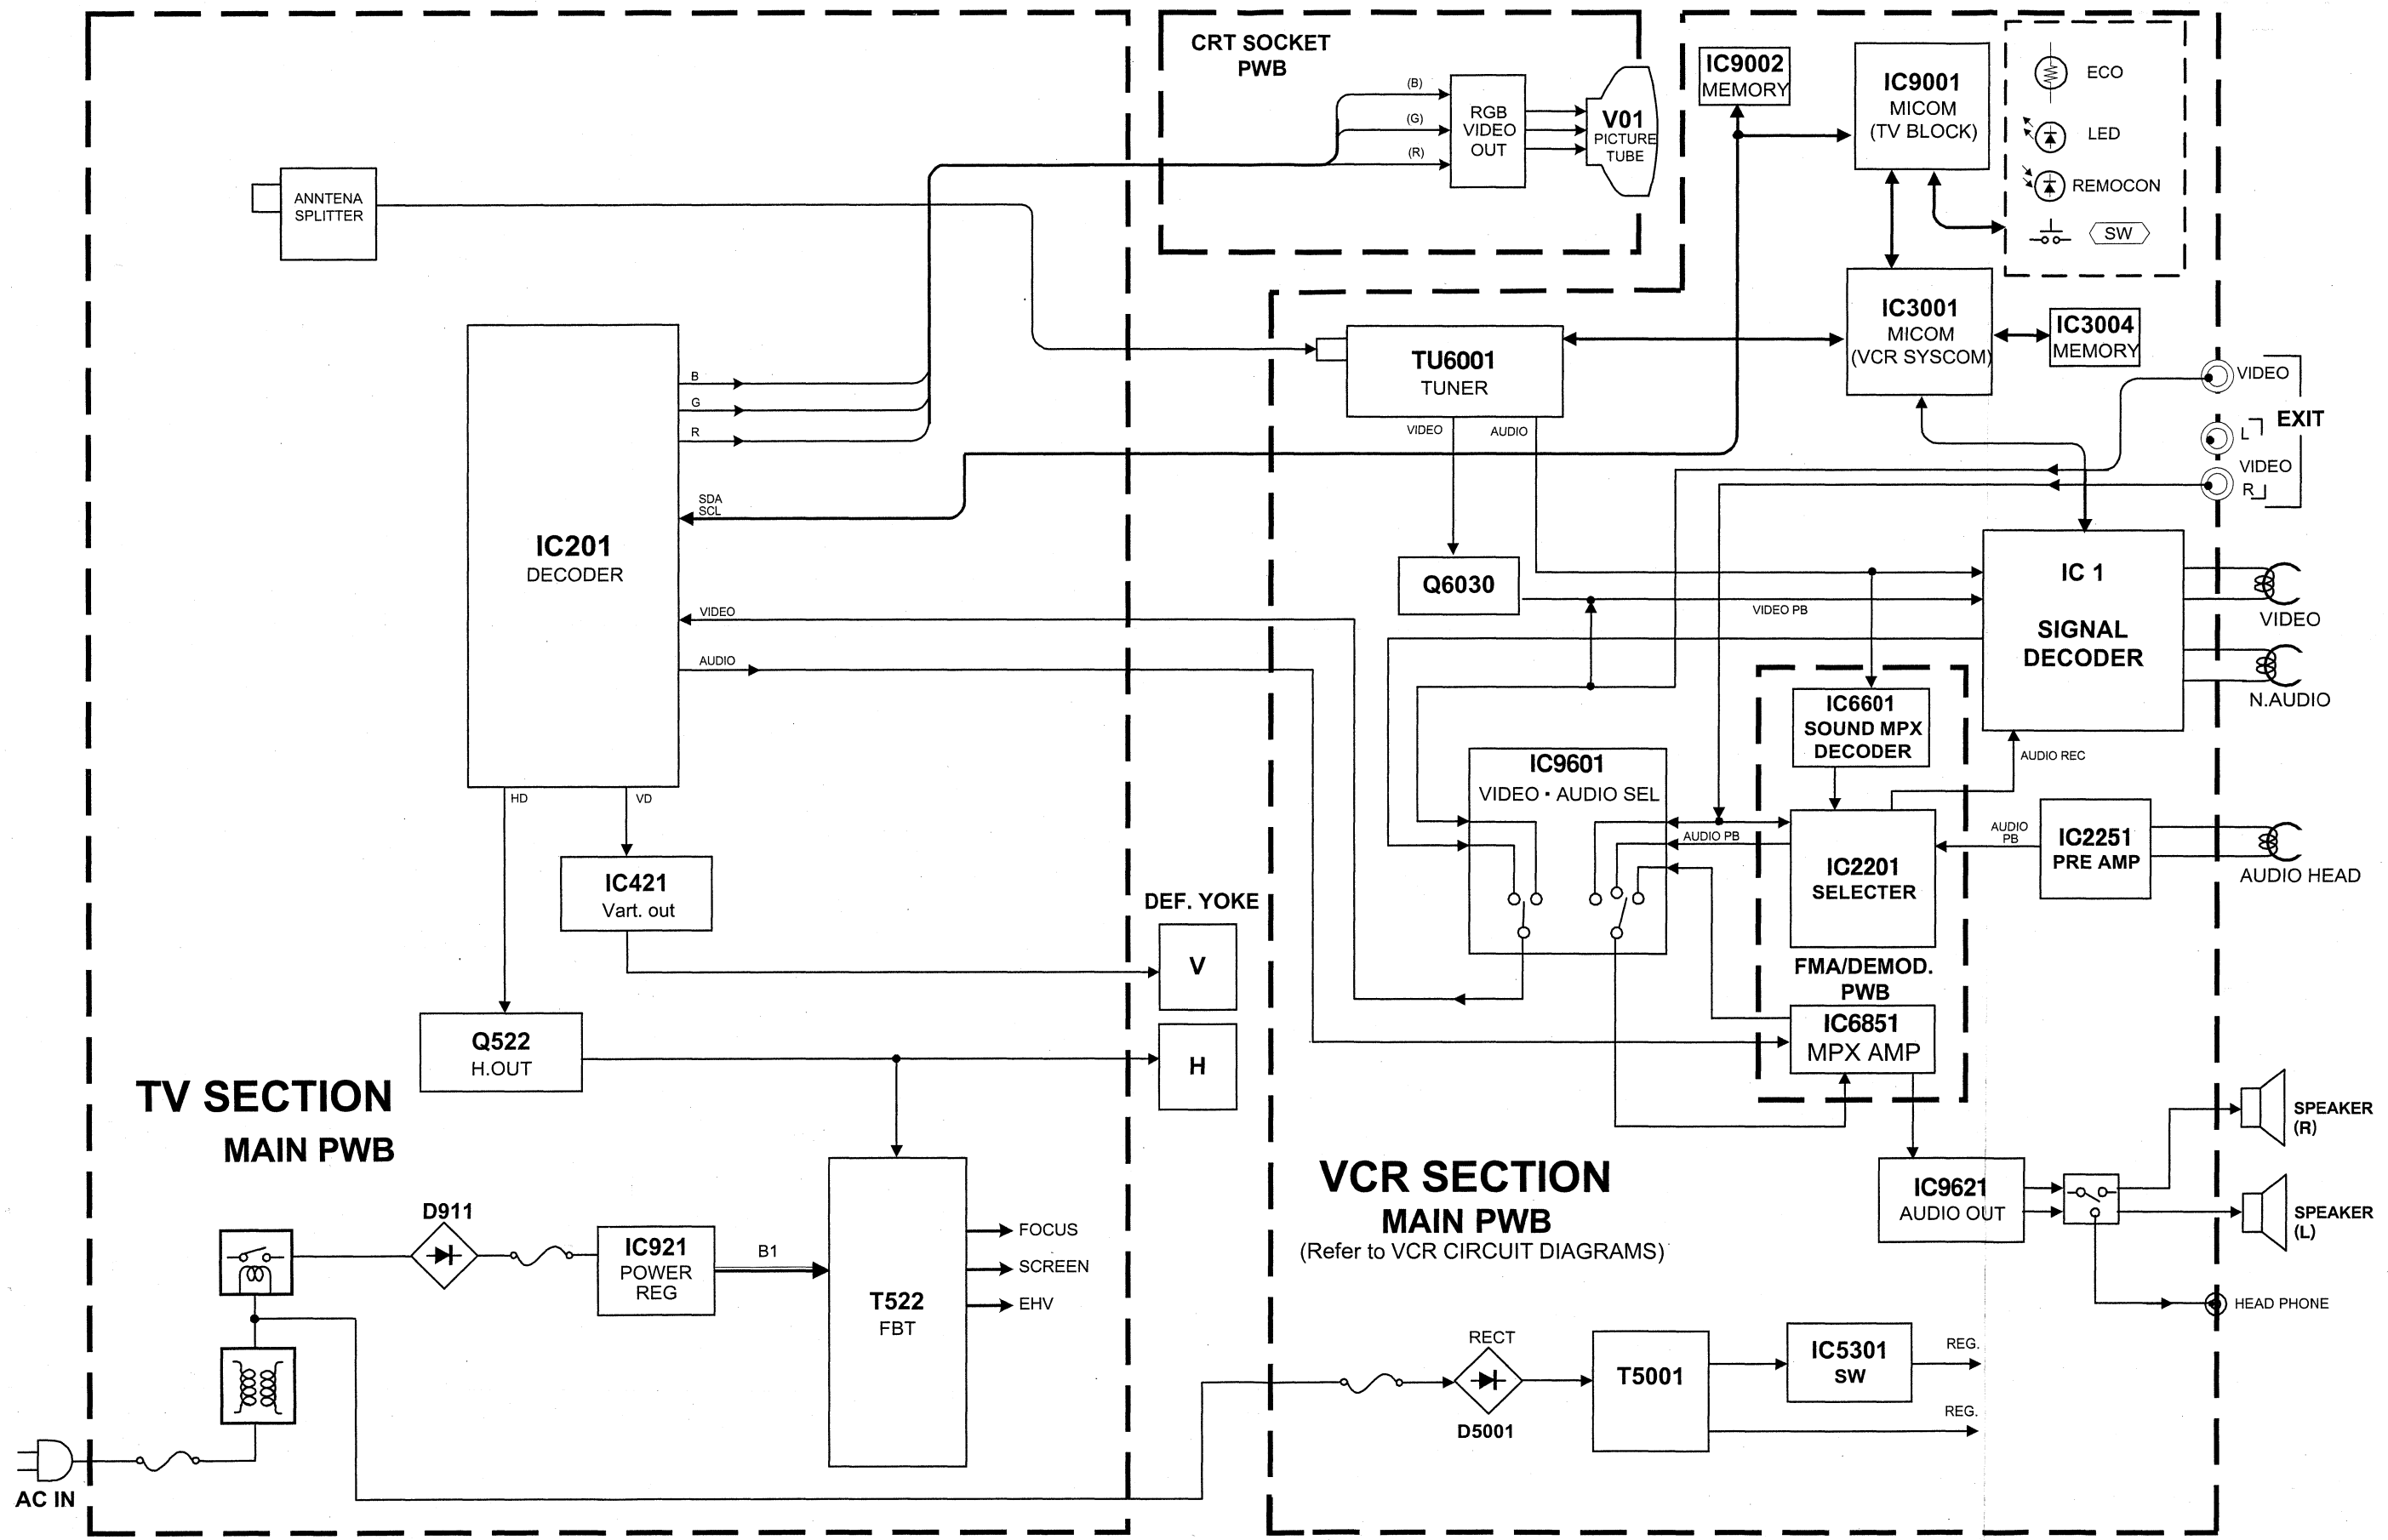 CRT SOCKET
PWB
(B)
(G)
(R)
RGB
VIDEO
OUT
V01
PICTURE
TUBE
IC9002
MEMORY
IC9001
MICOM
(TV BLOCK)
ECO
LED
REMOCON
SW
ANNTENA
SPLITTER
IC3001
MICOM
(VCR SYSCOM)
IC3004
MEMORY
TU6001
TUNER
VIDEO
AUDIO
VIDEO
EXIT
L
VIDEO
R
B
G
R
SDA
SCL
IC201
DECODER
VIDEO
AUDIO
HD
VD
Q6030
VIDEO PB
IC 1
SIGNAL
DECODER
VIDEO
N.AUDIO
IC6601
SOUND MPX
DECODER
AUDIO REC
IC9601
VIDEO · AUDIO SEL
AUDIO PB
IC2201
SELECTER
AUDIO
PB
IC2251
PRE AMP
AUDIO HEAD
IC421
Vart. out
DEF. YOKE
V
H
FMA/DEMOD.
PWB
IC6851
MPX AMP
Q522
H.OUT
TV SECTION
MAIN PWB
VCR SECTION
MAIN PWB
(Refer to VCR CIRCUIT DIAGRAMS)
SPEAKER
(R)
IC9621
AUDIO OUT
SPEAKER
(L)
HEAD PHONE
D911
IC921
POWER
REG
B1
T522
FBT
FOCUS
SCREEN
EHV
RECT
D5001
T5001
IC5301
SW
REG.
REG.
AC IN